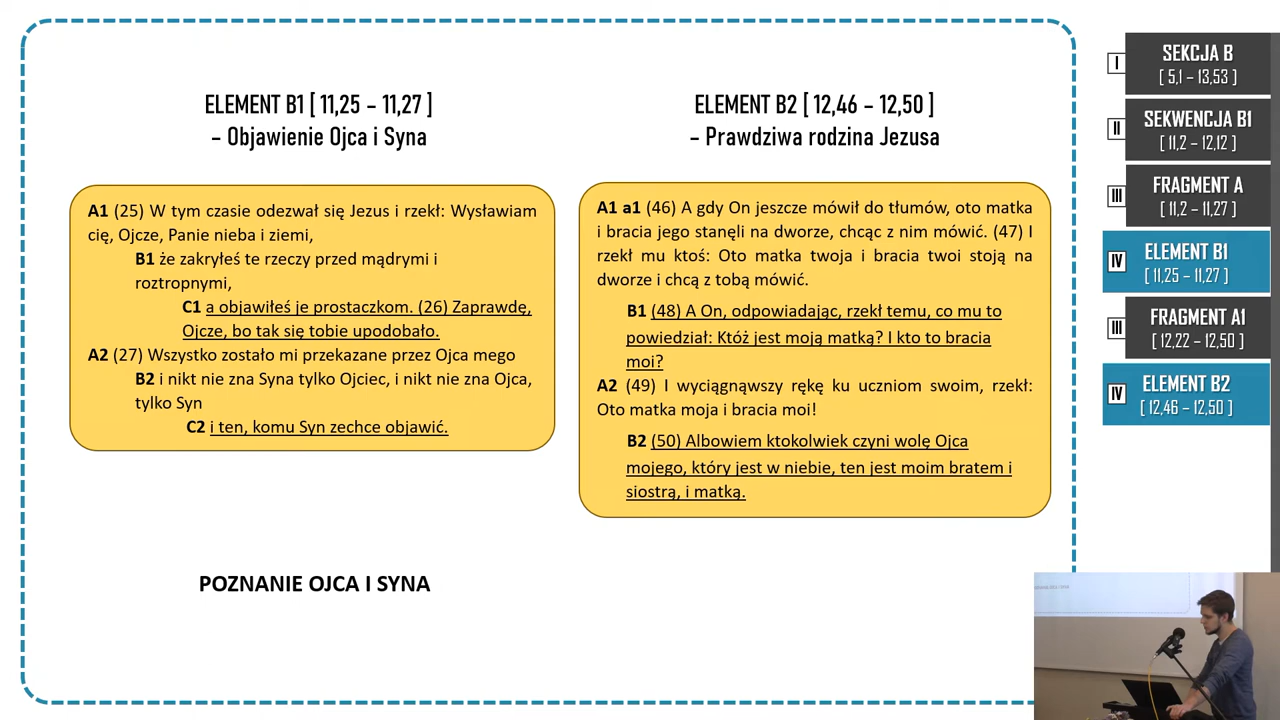 ELEMENT B1 [ 11,25 – 11,27 ]
– Objawienie Ojca i Syna
A1 (25) W tym czasie odezwał się Jezus i rzekł: Wysławiam
cię, Ojcze, Panie nieba i ziemi,
B1 że zakryłeś te rzeczy przed mądrymi i
roztropnymi,
C1 a objawiłeś je prostaczkom. (26) Zaprawdę,
Ojcze, bo tak się tobie upodobało.
A2 (27) Wszystko zostało mi przekazane przez Ojca mego
B2 i nikt nie zna Syna tylko Ojciec, i nikt nie zna Ojca,
tylko Syn
C2 i ten, komu Syn zechce objawić.
POZNANIE OJCA I SYNA
ELEMENT B2 [ 12,46 – 12,50 ]
– Prawdziwa rodzina Jezusa
A1 a1 (46) A gdy On jeszcze mówił do tłumów, oto matka
i bracia jego stanęli na dworze, chcąc z nim mówić. (47) I
rzekł mu ktoś: Oto matka twoja i bracia twoi stoją na
dworze i chcą z tobą mówić.
B1 (48) A On, odpowiadając, rzekł temu, co mu to
powiedział: Któż jest moją matką? I kto to bracia
moi?
A2 (49) I wyciągnąwszy rękę ku uczniom swoim, rzekł:
Oto matka moja i bracia moi!
B2 (50) Albowiem ktokolwiek czyni wolę Ojca
mojego, który jest w niebie, ten jest moim bratem i
siostrą, i matką.
I
SEKCJA B
[ 5,1 – 13,53 ]
II
SEKWENCJA B1
[ 11,2 – 12,12 ]
III
FRAGMENT A
[ 11,2 – 11,27 ]
IV
ELEMENT B1
[ 11,25 – 11,27 ]
III
FRAGMENT A1
[ 12,22 – 12,50 ]
IV
ELEMENT B2
[ 12,46 – 12,50 ]